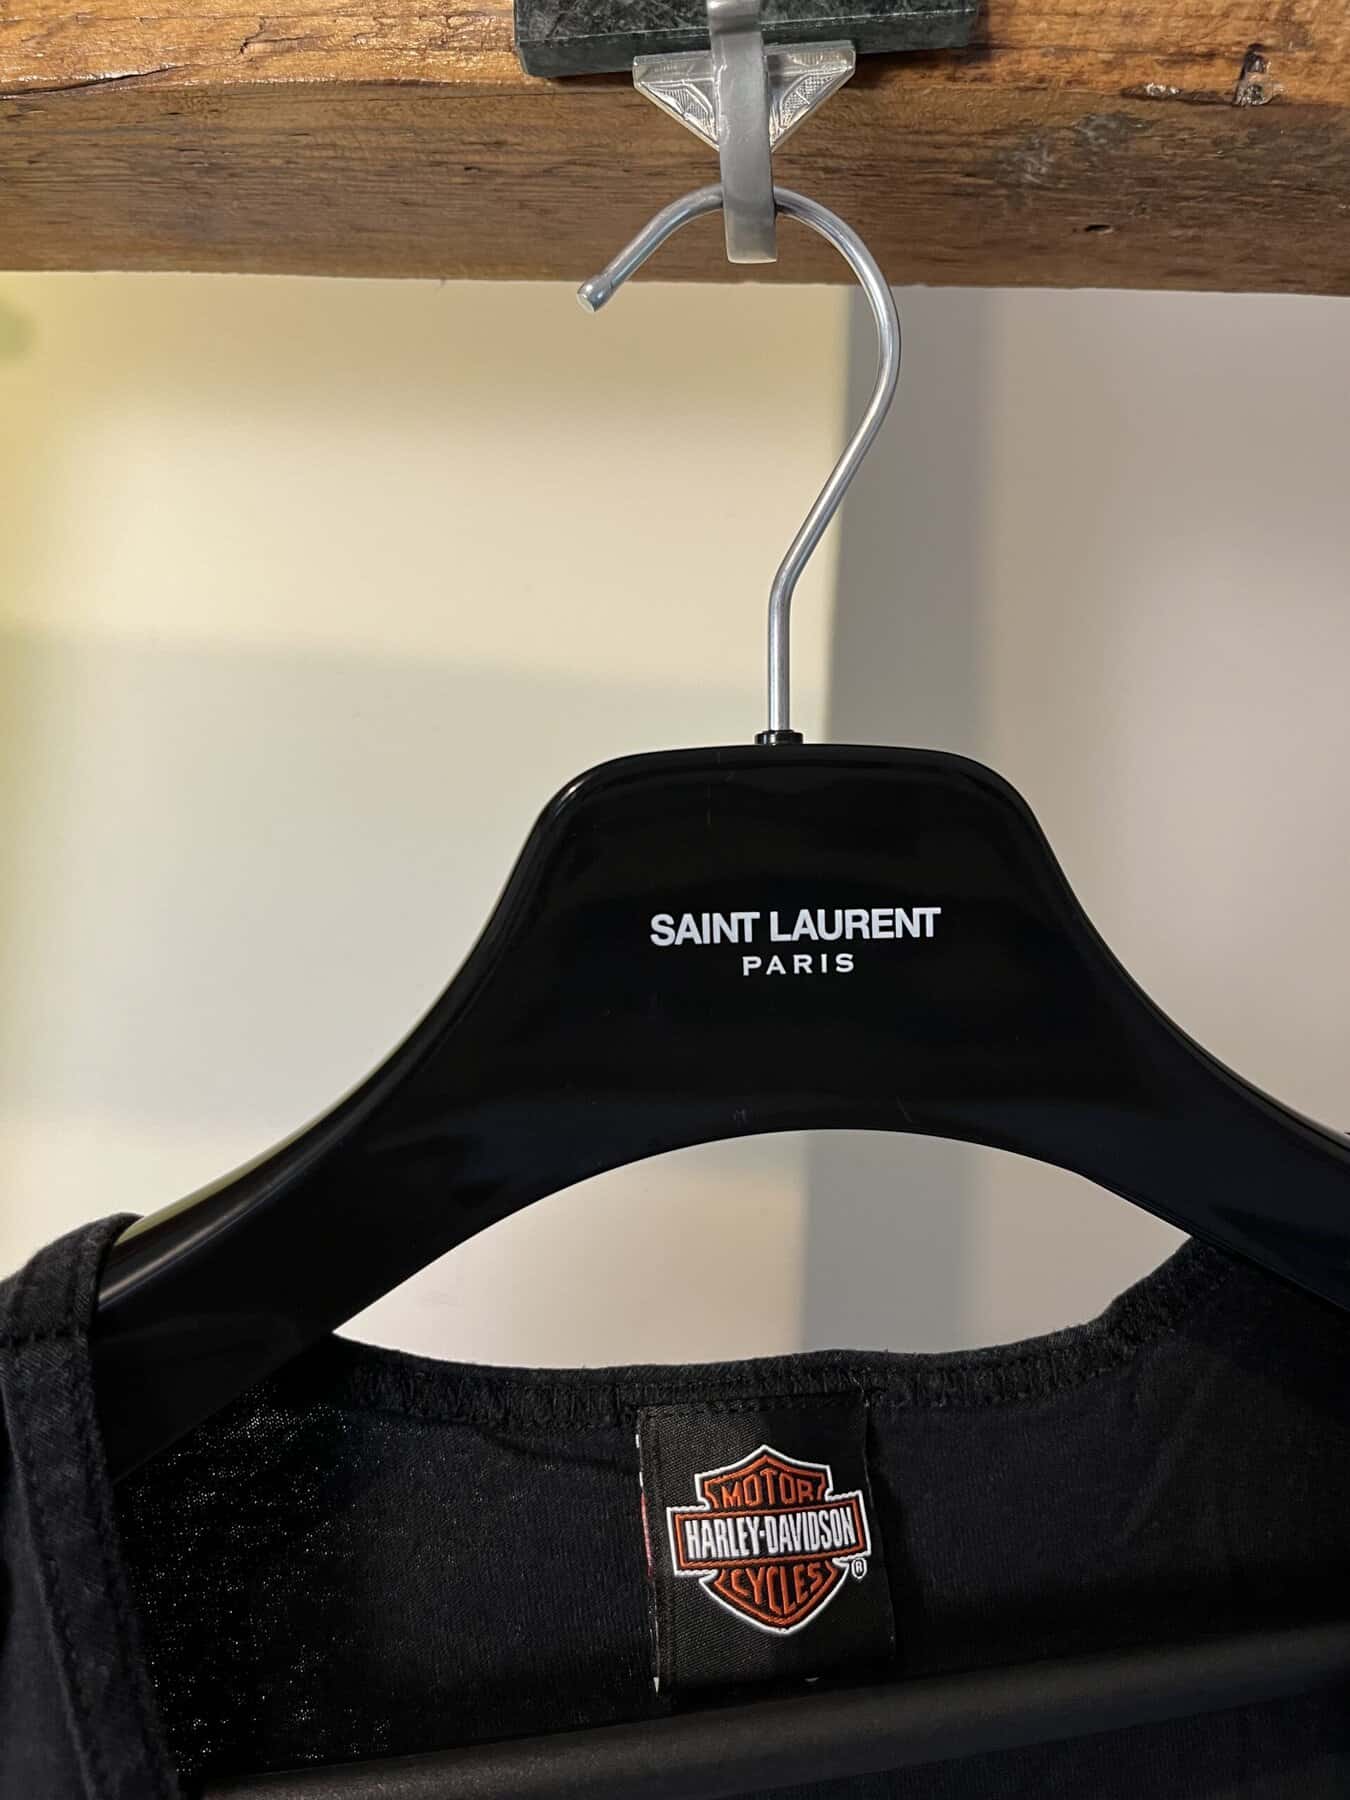 SAINT LAURENT
PARIS
MOTOR
HARLEY-DAVIDSON
CYCLES
®